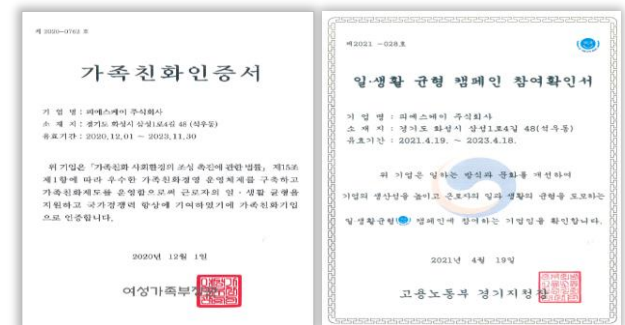 제 2020-0763 호
가족친화인증서
기 업 명 : 피에스케이 주식회사
소 재 지 : 경기도 화성시 삼성1로4길 48 (석우동)
유효기간 : 2020.12.01 ~ 2023.11.30
위 기업은 「가족친화 사회환경의 조성 촉진에 관한 법률」 제15조
제1항에 따라 우수한 가족친화경영 운영체제를 구축하고
가족친화제도를 운영함으로써 근로자의 일 · 생활 균형을
지원하고 국가경쟁력 향상에 기여하였기에 가족친화기업
으로 인증합니다.
2020년 12월 1일
여성가족부장관
제2021 -028호
일·생활 균형 캠페인 참여확인서
기 업 명 : 피에스케이 주식회사
소 재 지 : 경기도 화성시 삼성1로4길 48(석우동)
유효기간 : 2021.4.19. ~ 2023.4.18.
위 기업은 일하는 방식과 문화를 개선하여
기업의 생산성을 높이고 근로자의 일과 생활의 균형을 도모하는
일생활균형 캠페인에 참여하는 기업임을 확인합니다.
2021년 4월 19일
고용노동부 경기지청장